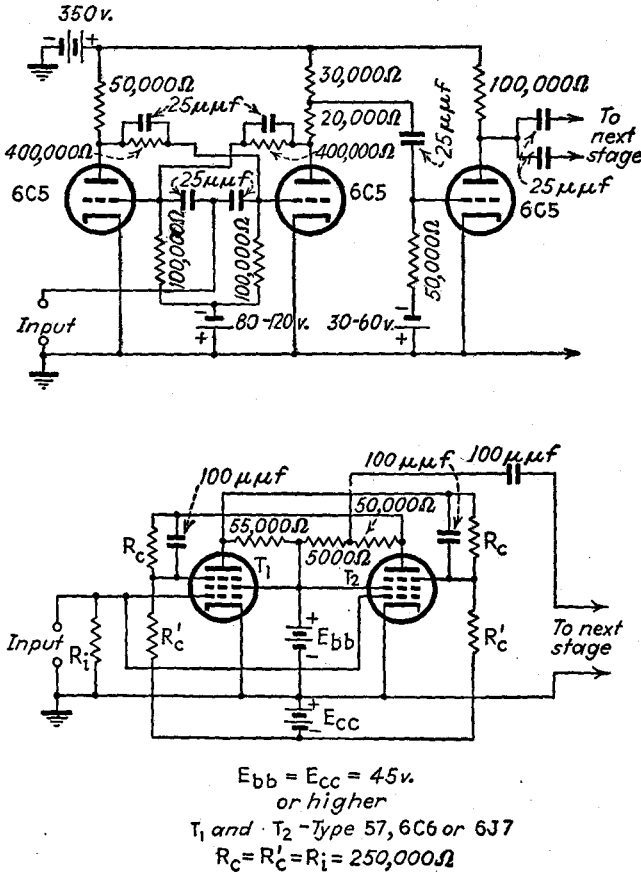 350v.
- +
50,000Ω
30,000Ω
100,000Ω
25μμf
20,000Ω
25μμf
To
next
stage
400,000Ω
400,000Ω
25μμf
25μμf
6C5
6C5
6C5
100,000Ω
100,000Ω
50,000Ω
Input
-
+
80-120v.
30-60v.
-
+
100μμf
100μμf
100μμf
50,000Ω
55,000Ω
5000Ω
Rc
T1
T2
Rc
Input
Ri
R'c
+
-
Ebb
R'c
To next
stage
+
-
Ecc
Ebb = Ecc = 45v.
or higher
T1 and T2 - Type 57, 6C6 or 6J7
Rc = R'c = Ri = 250,000Ω